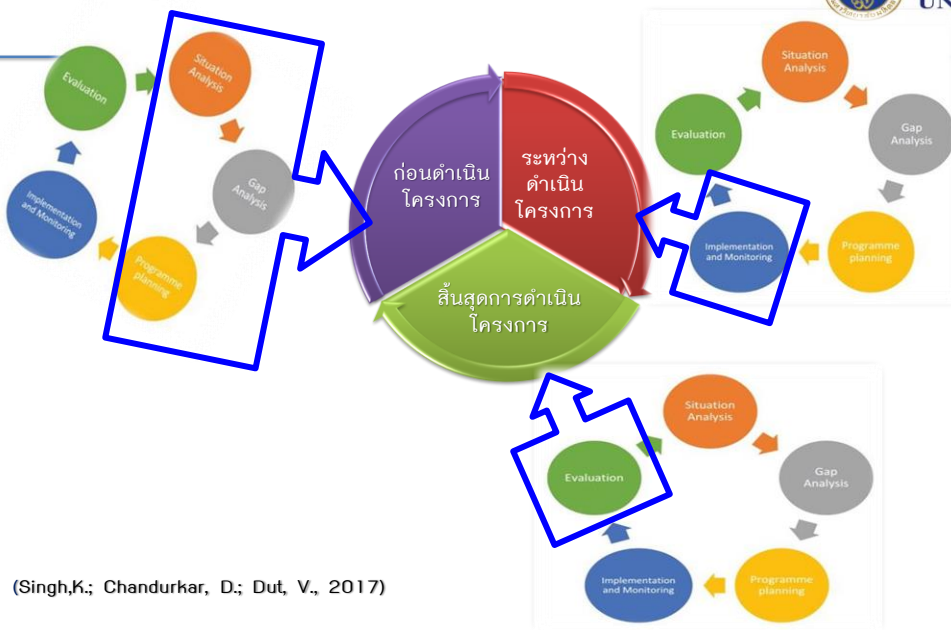 UN
Evaluation
Situation
Analysis
Gap
Analysis
Programme
planning
Implementation
and Monitoring
ก่อนดำเนิน
โครงการ
ระหว่าง
ดำเนิน
โครงการ
สิ้นสุดการดำเนิน
โครงการ
Situation
Analysis
Evaluation
Gap
Analysis
Implementation
and Monitoring
Programme
planning
Situation
Analysis
Evaluation
Gap
Analysis
Implementation
and Monitoring
Programme
planning
(Singh,K.; Chandurkar, D.; Dut, V., 2017)